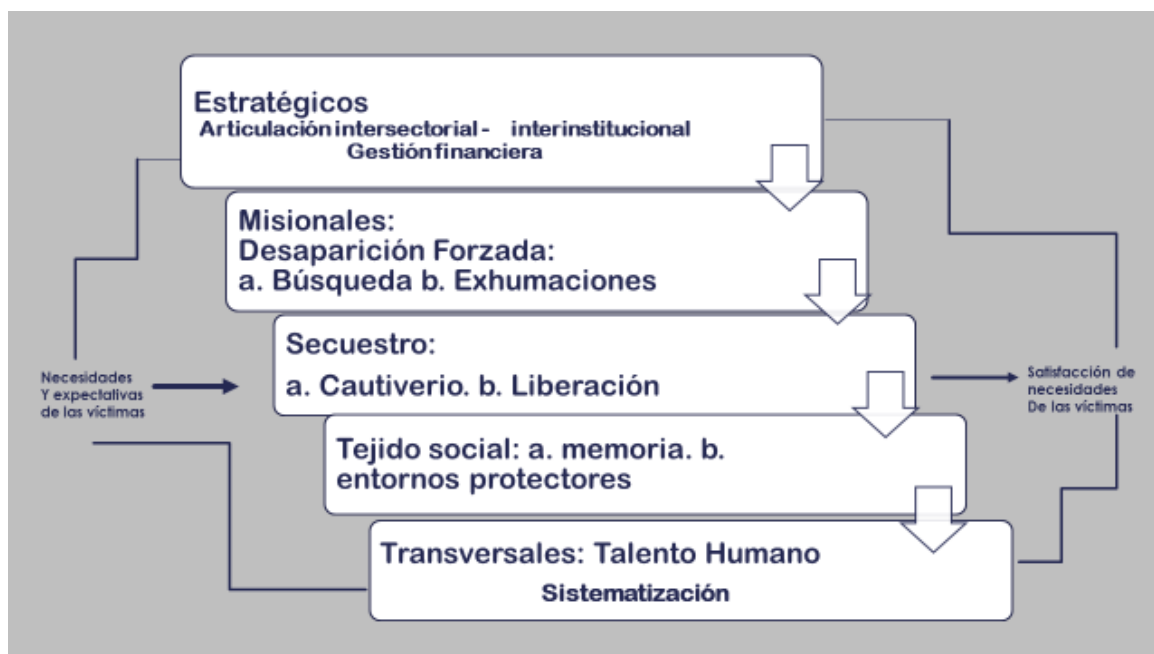 Estratégicos
Articulación intersectorial - interinstitucional
Gestión financiera
Misionales:
Desaparición Forzada:
a. Búsqueda b. Exhumaciones
Secuestro:
a. Cautiverio. b. Liberación
Necesidades
Y expectativas
de las víctimas
Satisfacción de
necesidades
De las víctimas
Tejido social: a. memoria. b.
entornos protectores
Transversales: Talento Humano
Sistematización